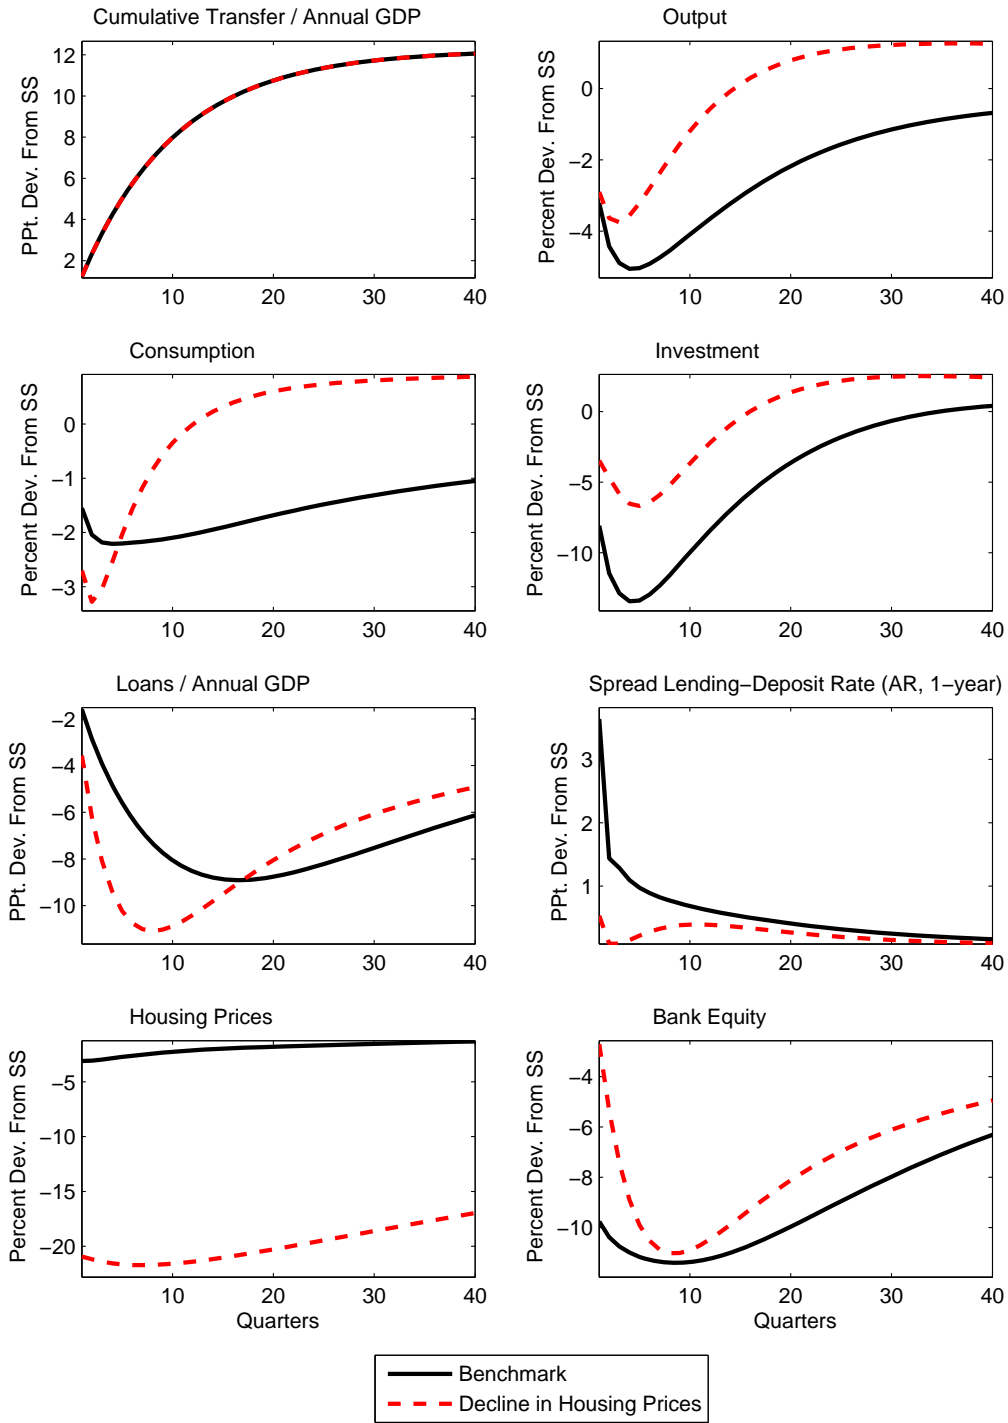 Cumulative Transfer / Annual GDP
PPt. Dev. From SS
12
10
8
6
4
2
10 20 30 40
Output
Percent Dev. From SS
0
−2
−4
10 20 30 40
Consumption
Percent Dev. From SS
0
−1
−2
−3
10 20 30 40
Investment
Percent Dev. From SS
0
−5
−10
10 20 30 40
Loans / Annual GDP
PPt. Dev. From SS
−2
−4
−6
−8
−10
10 20 30 40
Spread Lending−Deposit Rate (AR, 1−year)
PPt. Dev. From SS
3
2
1
10 20 30 40
Housing Prices
Percent Dev. From SS
−5
−10
−15
−20
10 20 30 40
Quarters
Bank Equity
Percent Dev. From SS
−4
−6
−8
−10
10 20 30 40
Quarters
Benchmark
Decline in Housing Prices